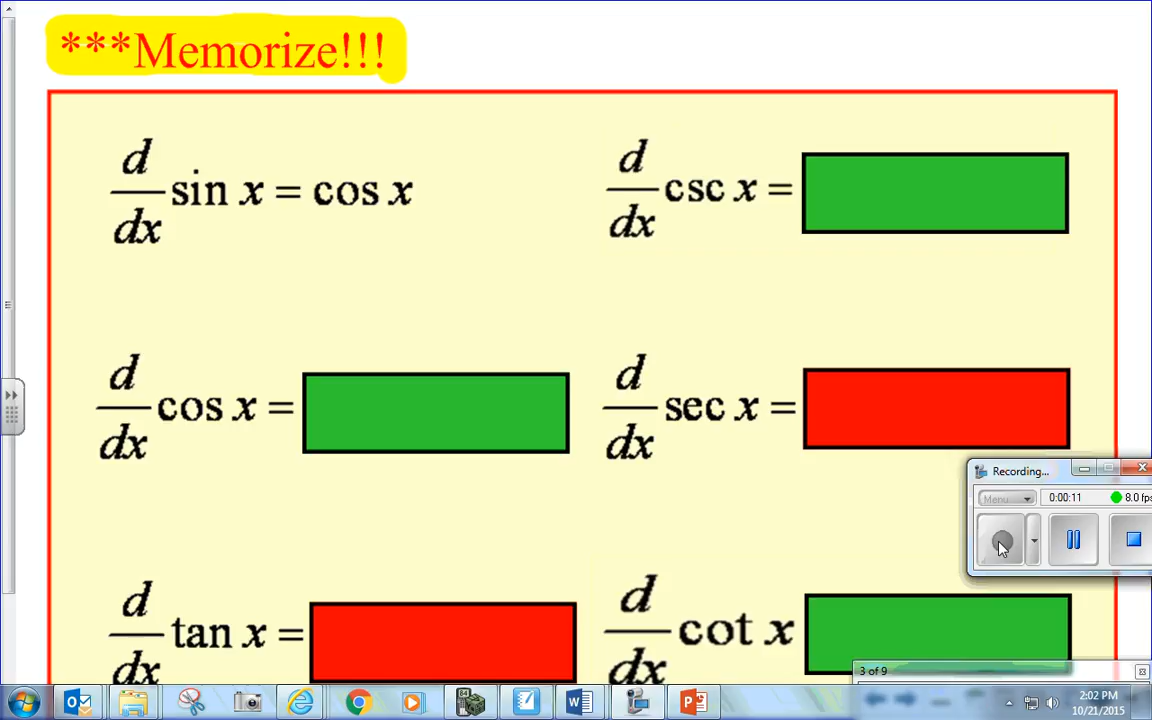 ***Memorize!!!
d/dx sin x = cos x
d/dx csc x =
d/dx cos x =
d/dx sec x =
Recording...
Menu
0:00:11
8.0 fps
d/dx tan x =
d/dx cot x
3 of 9
2:02 PM
10/21/2015